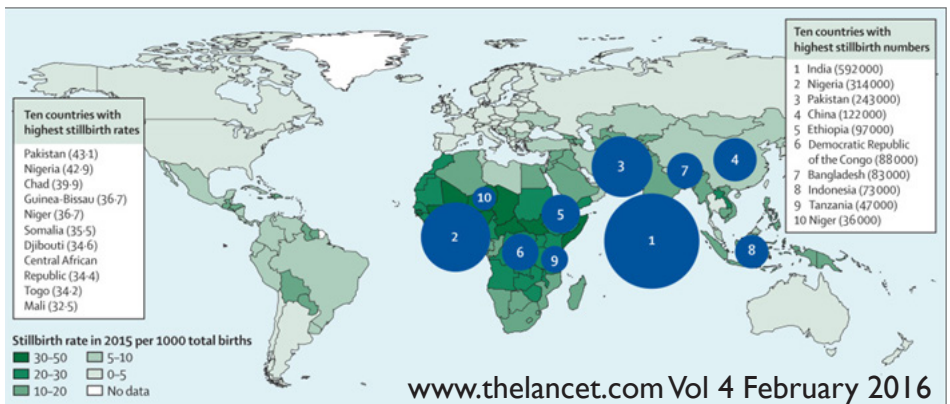 Ten countries with
highest stillbirth rates
Pakistan (43·1)
Nigeria (42·9)
Chad (39·9)
Guinea-Bissau (36·7)
Niger (36·7)
Somalia (35·5)
Djibouti (34·6)
Central African
Republic (34·4)
Togo (34·2)
Mali (32·5)
Stillbirth rate in 2015 per 1000 total births
30–50
20–30
10–20
5–10
0–5
No data
10
5
2
6
9
3
7
4
1
8
Ten countries with
highest stillbirth numbers
1 India (592 000)
2 Nigeria (314 000)
3 Pakistan (243 000)
4 China (122 000)
5 Ethiopia (97 000)
6 Democratic Republic
of the Congo (88 000)
7 Bangladesh (83 000)
8 Indonesia (73 000)
9 Tanzania (47 000)
10 Niger (36 000)
www.thelancet.com Vol 4 February 2016